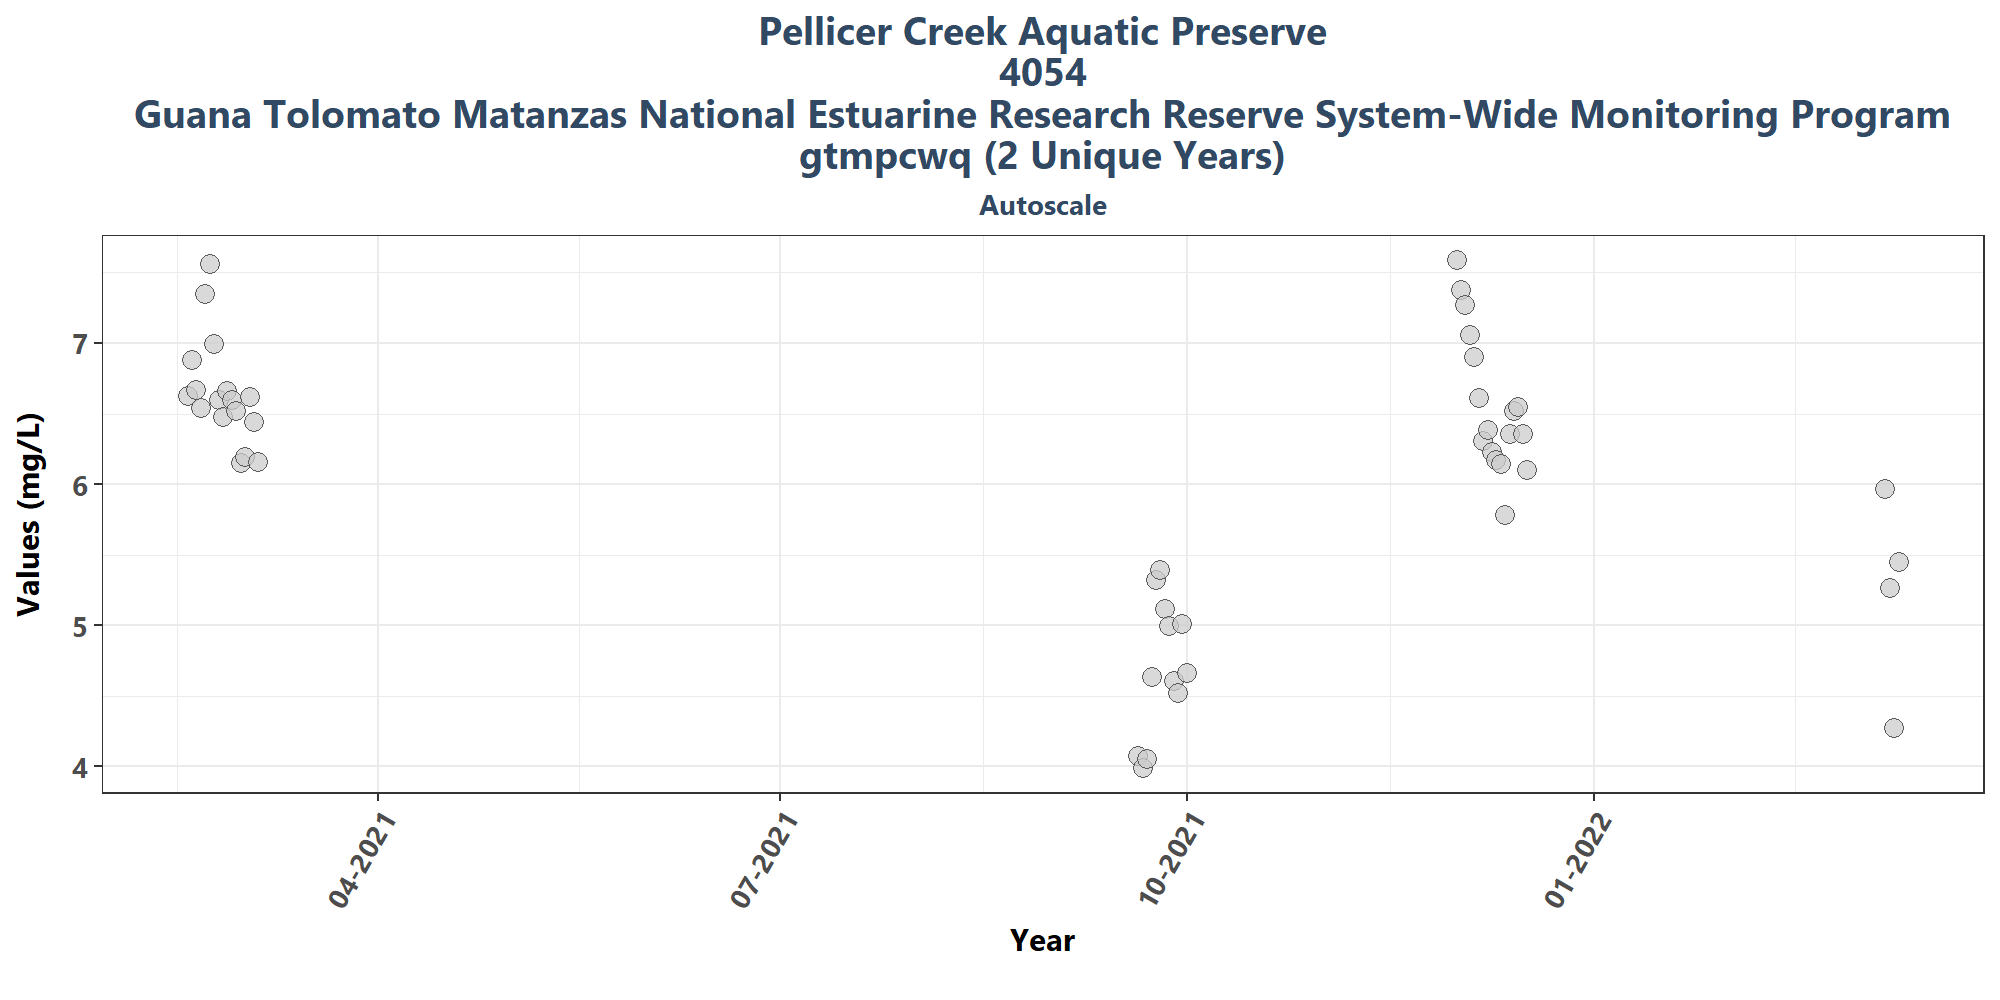 Pellicer Creek Aquatic Preserve
4054
Guana Tolomato Matanzas National Estuarine Research Reserve System-Wide Monitoring Program
gtmpcwq (2 Unique Years)
Autoscale
Values (mg/L)
7
6
5
4
04-2021
07-2021
10-2021
01-2022
Year